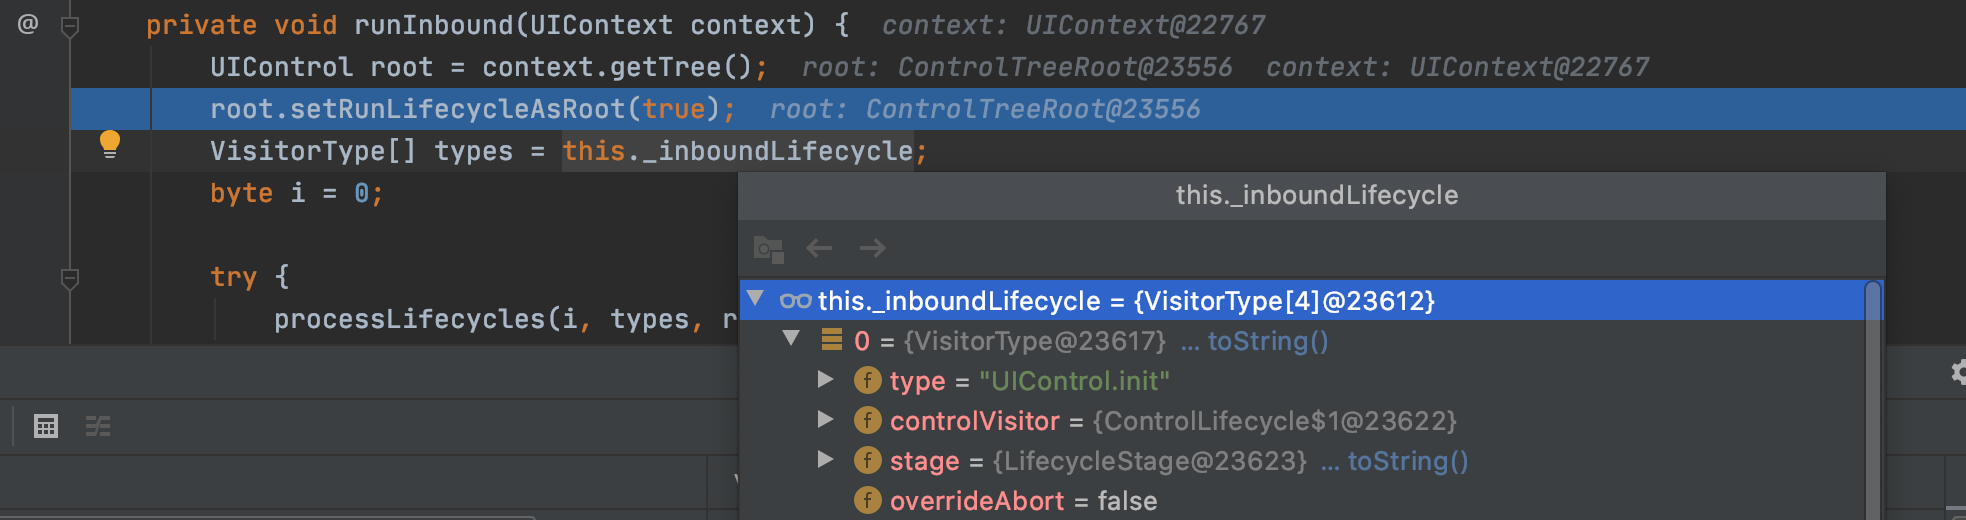 @ private void runInbound(UIContext context) { context: UIContext@22767
UIControl root = context.getTree(); root: ControlTreeRoot@23556 context: UIContext@22767
root.setRunLifecycleAsRoot(true); root: ControlTreeRoot@23556
VisitorType[] types = this._inboundLifecycle;
byte i = 0;
this._inboundLifecycle
try {
processLifecycles(i, types, r
this._inboundLifecycle = {VisitorType[4]@23612}
0 = {VisitorType@23617} ... toString()
type = "UIControl.init"
controlVisitor = {ControlLifecycle$1@23622}
stage = {LifecycleStage@23623} ... toString()
overrideAbort = false